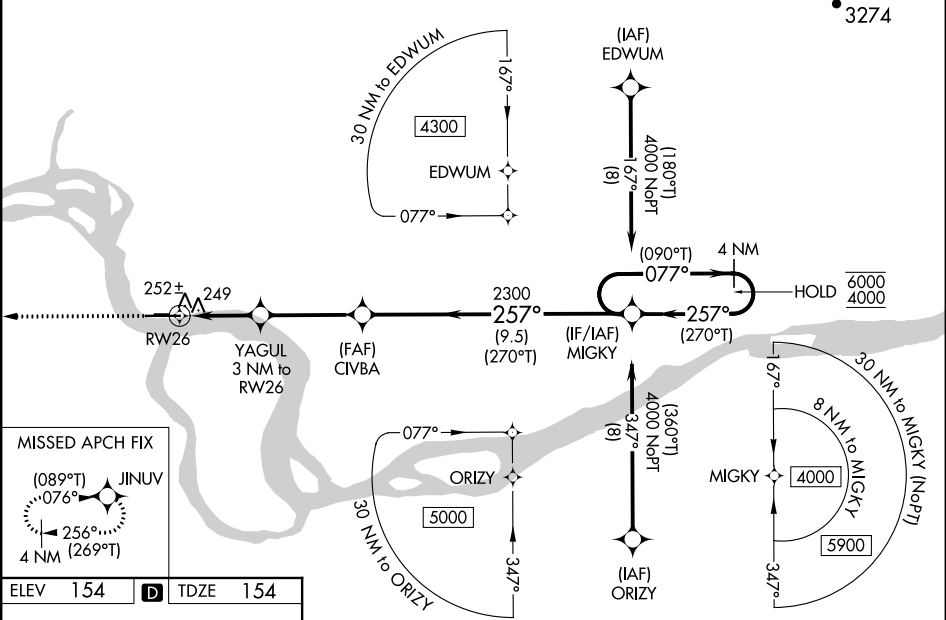 3274
30 NM to EDWUM
167°
4300
EDWUM
077°
(IAF)
EDWUM
167°
(8)
4000 NoPT
(180°T)
(090°T)
077°
4 NM
HOLD
6000
4000
257°
(270°T)
(IF/IAF)
MIGKY
2300
257°
(9.5)
(270°T)
(FAF)
CIVBA
YAGUL
3 NM to
RW26
252±
249
RW26
MISSED APCH FIX
(089°T)
076°
JINUV
256°
(269°T)
4 NM
077°
ORIZY
5000
347°
30 NM to ORIZY
347°
(8)
4000 NoPT
(360°T)
(IAF)
ORIZY
167°
30 NM to MIGKY (NoPT)
8 NM to MIGKY
MIGKY
4000
5900
347°
ELEV 154 D TDZE 154